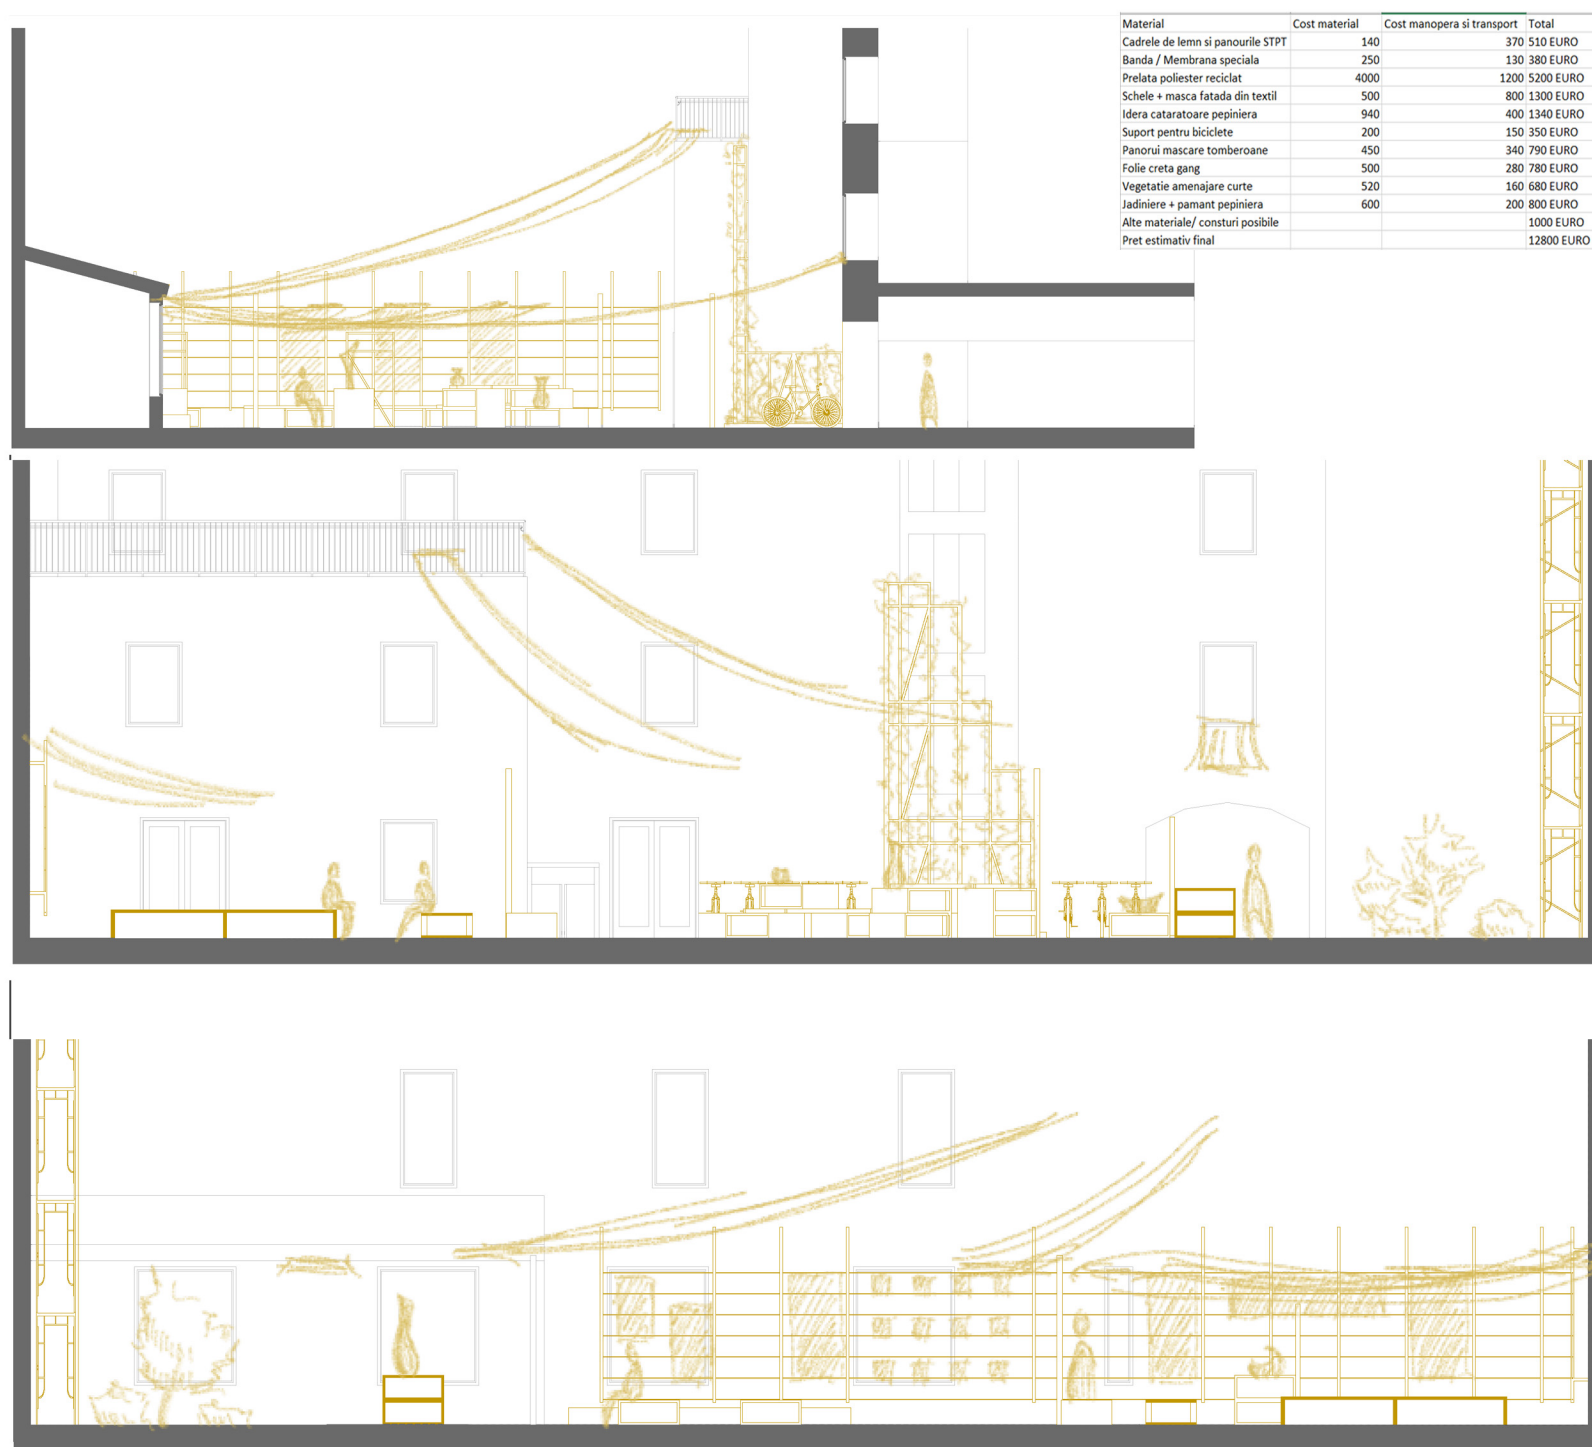 Material Cost material Cost manopera si transport Total
Cadrele de lemn si panourile STPT 140 370 510 EURO
Banda / Membrana speciala 250 130 380 EURO
Prelata poliester reciclat 4000 1200 5200 EURO
Schele + masca fatada din textil 500 800 1300 EURO
Idera cataratoare pepiniera 940 400 1340 EURO
Suport pentru biciclete 200 150 350 EURO
Panorui mascare tomberoane 450 340 790 EURO
Folie creta gang 500 280 780 EURO
Vegetatie amenajare curte 520 160 680 EURO
Jadiniere + pamant pepiniera 600 200 800 EURO
Alte materiale/ consturi posibile 1000 EURO
Pret estimativ final 12800 EURO